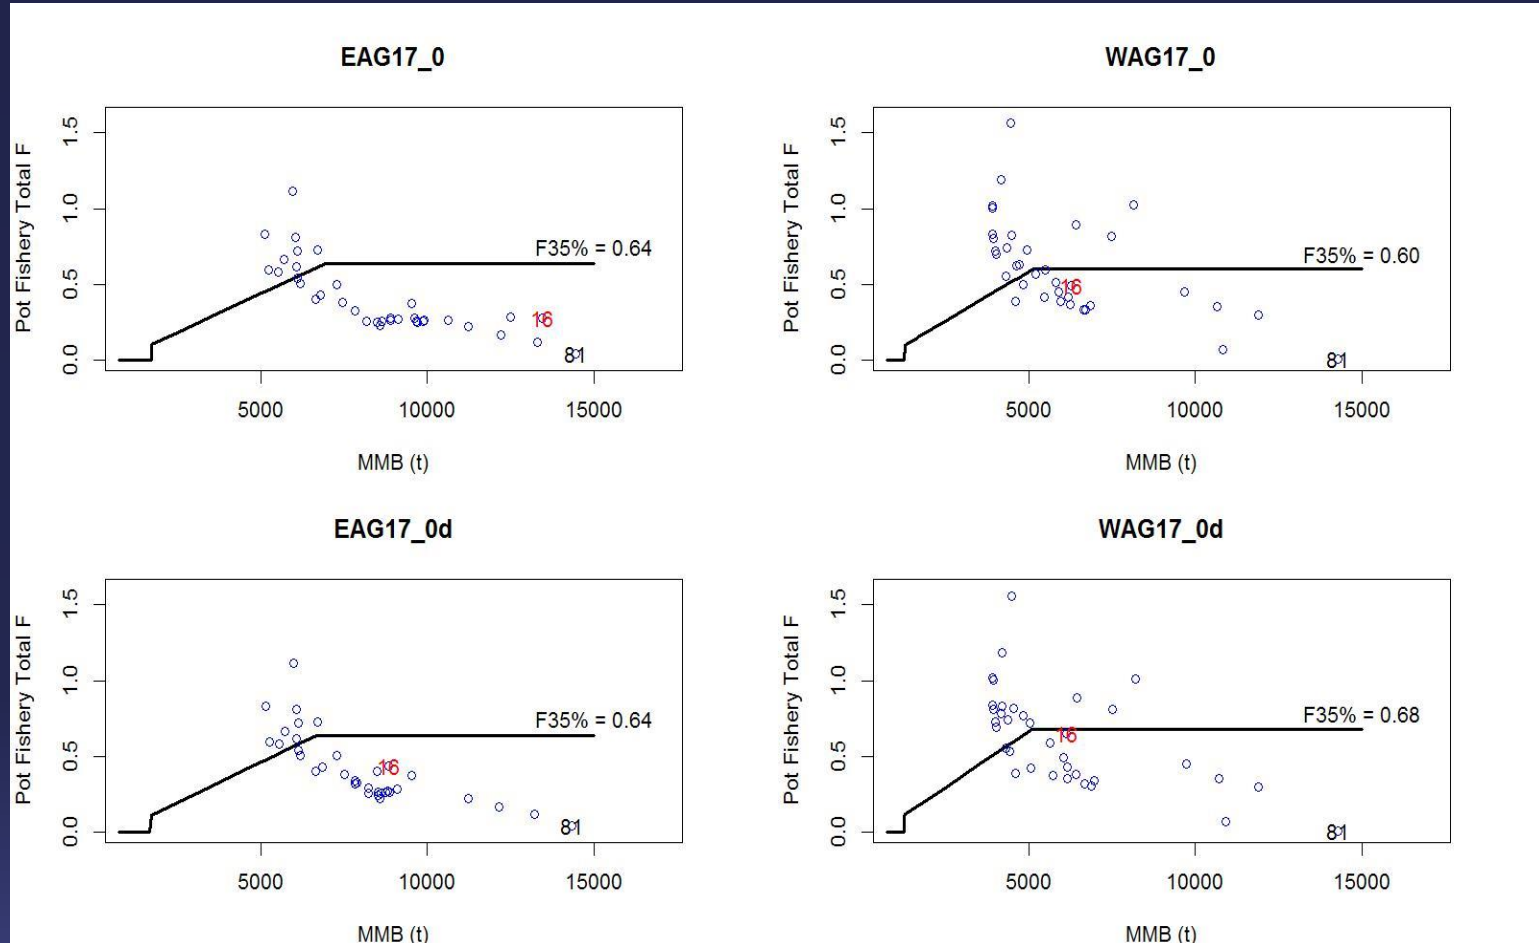 EAG17_0
Pot Fishery Total F
0.0 0.5 1.0 1.5
F35% = 0.64
16
81
5000 10000 15000
MMB (t)
WAG17_0
Pot Fishery Total F
0.0 0.5 1.0 1.5
F35% = 0.60
16
81
5000 10000 15000
MMB (t)
EAG17_0d
Pot Fishery Total F
0.0 0.5 1.0 1.5
F35% = 0.64
16
81
5000 10000 15000
MMB (t)
WAG17_0d
Pot Fishery Total F
0.0 0.5 1.0 1.5
F35% = 0.68
16
81
5000 10000 15000
MMB (t)